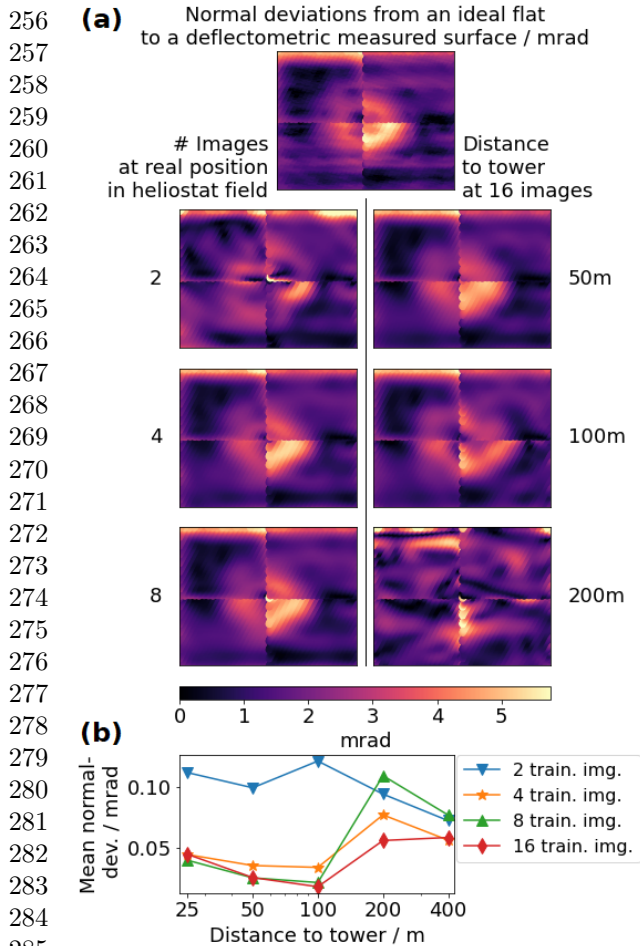 256
(a)
Normal deviations from an ideal flat
to a deflectometric measured surface / mrad
257
258
259
260
261
# Images
at real position
in heliostat field
Distance
to tower
at 16 images
262
263
264
2
50m
265
266
267
268
269
4
100m
270
271
272
273
274
8
200m
275
276
277
0 1 2 3 4 5
mrad
278
(b)
279
280
281
282
283
284
285
Mean normal-
dev. / mrad
0.10
0.05
2 train. img.
4 train. img.
8 train. img.
16 train. img.
25 50 100 200 400
Distance to tower / m